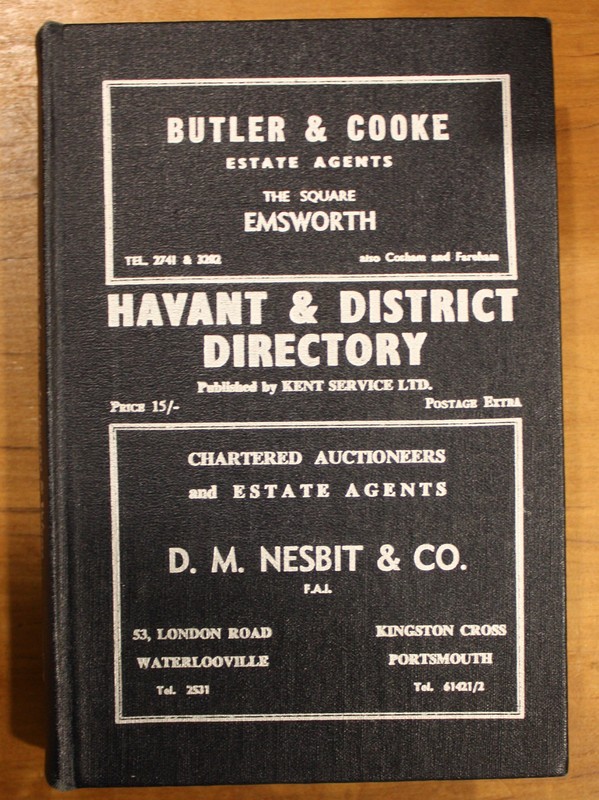 BUTLER & COOKE
ESTATE AGENTS
THE SQUARE
EMSWORTH
TEL. 2741 & 3202 also Cosham and Fareham
HAVANT & DISTRICT
DIRECTORY
Published by KENT SERVICE LTD.
PRICE 15/- POSTAGE EXTRA
CHARTERED AUCTIONEERS
and ESTATE AGENTS
D. M. NESBIT & CO.
F.A.I.
53, LONDON ROAD KINGSTON CROSS
WATERLOOVILLE PORTSMOUTH
Tel. 2531 Tel. 61421/2